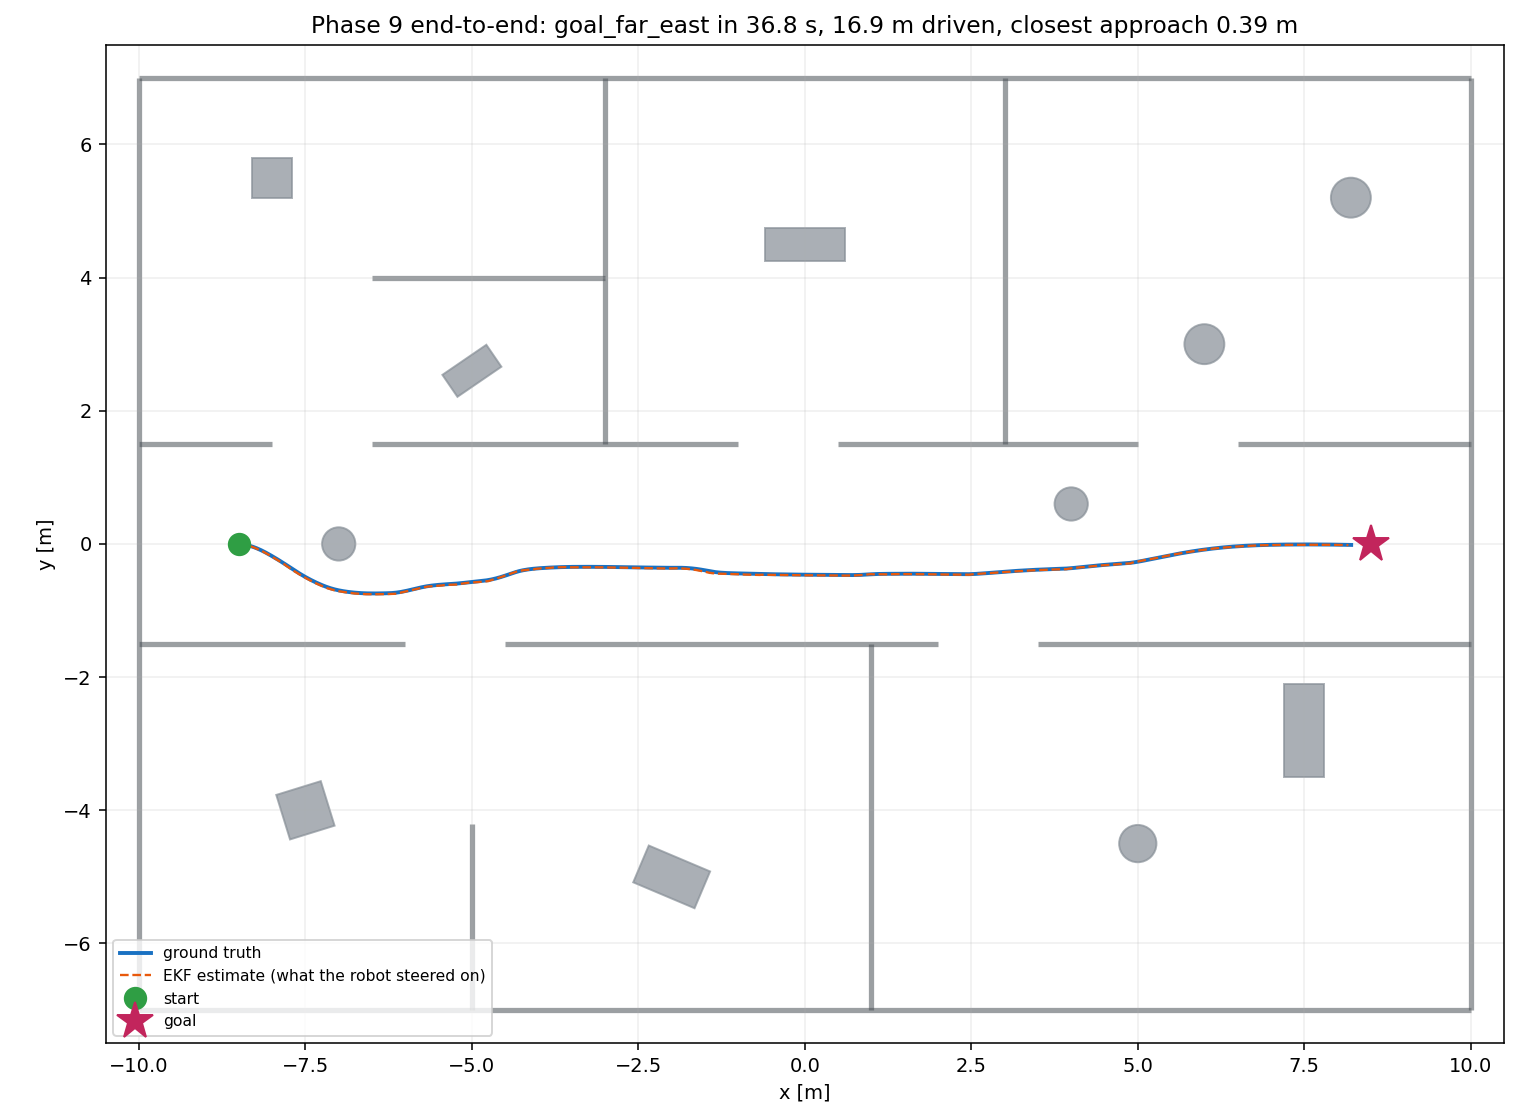 Phase 9 end-to-end: goal_far_east in 36.8 s, 16.9 m driven, closest approach 0.39 m
y [m]
6
4
2
0
−2
−4
−6
ground truth
EKF estimate (what the robot steered on)
start
goal
−10.0 −7.5 −5.0 −2.5 0.0 2.5 5.0 7.5 10.0
x [m]